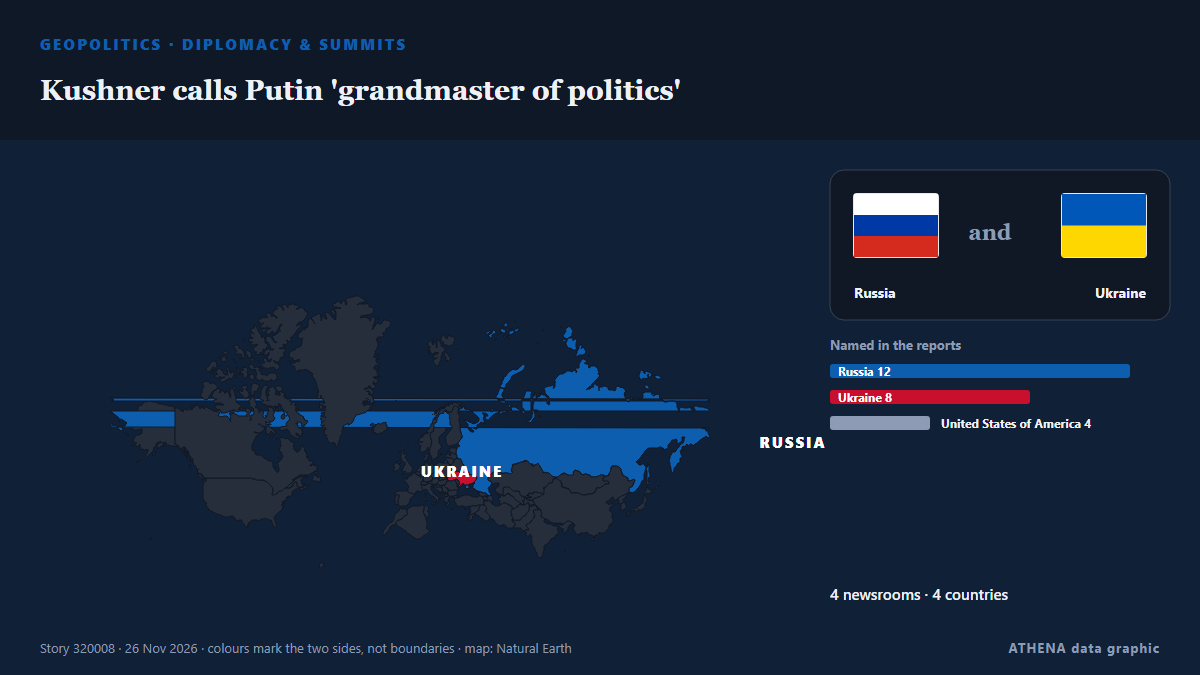 GEOPOLITICS · DIPLOMACY & SUMMITS
Kushner calls Putin 'grandmaster of politics'
and
Russia
Ukraine
Named in the reports
Russia 12
Ukraine 8
United States of America 4
RUSSIA
UKRAINE
4 newsrooms · 4 countries
Story 320008 · 26 Nov 2026 · colours mark the two sides, not boundaries · map: Natural Earth
ATHENA data graphic